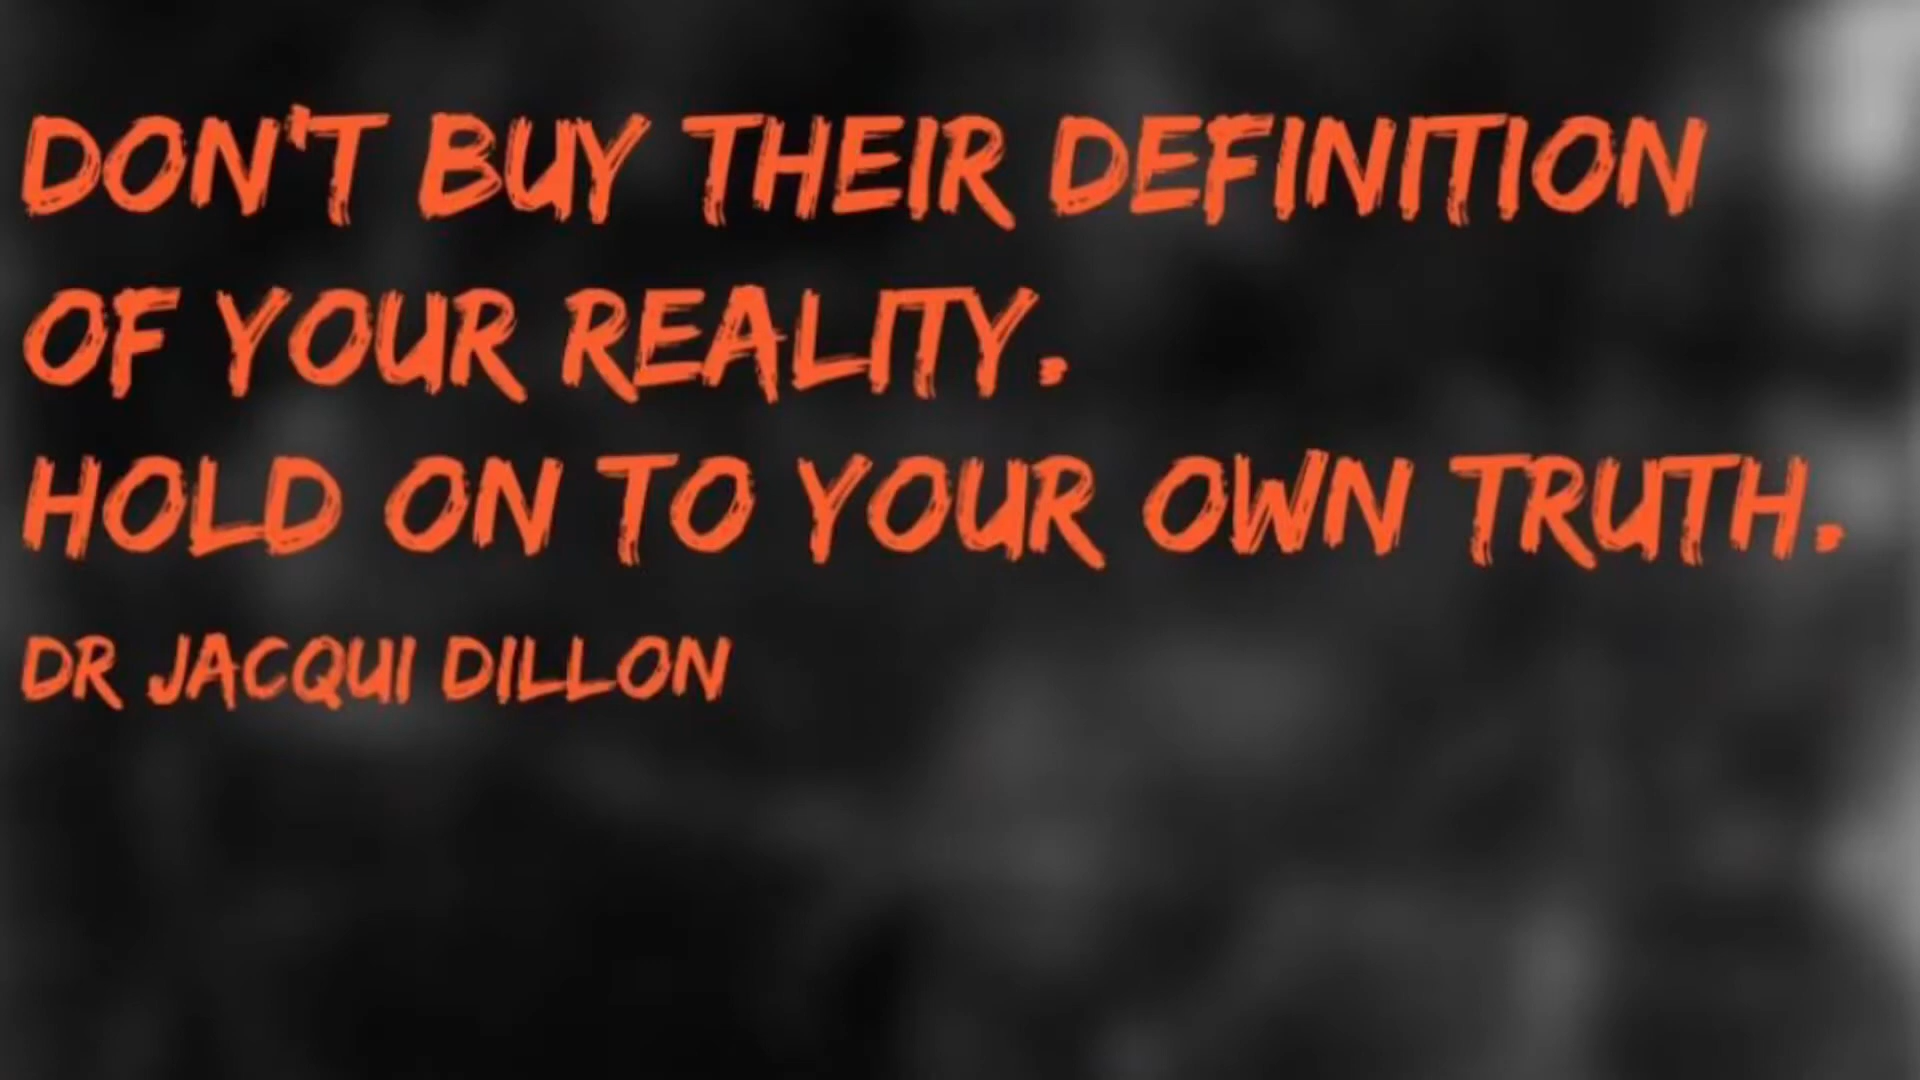 DON'T BUY THEIR DEFINITION
OF YOUR REALITY.
HOLD ON TO YOUR OWN TRUTH.
DR JACQUI DILLON